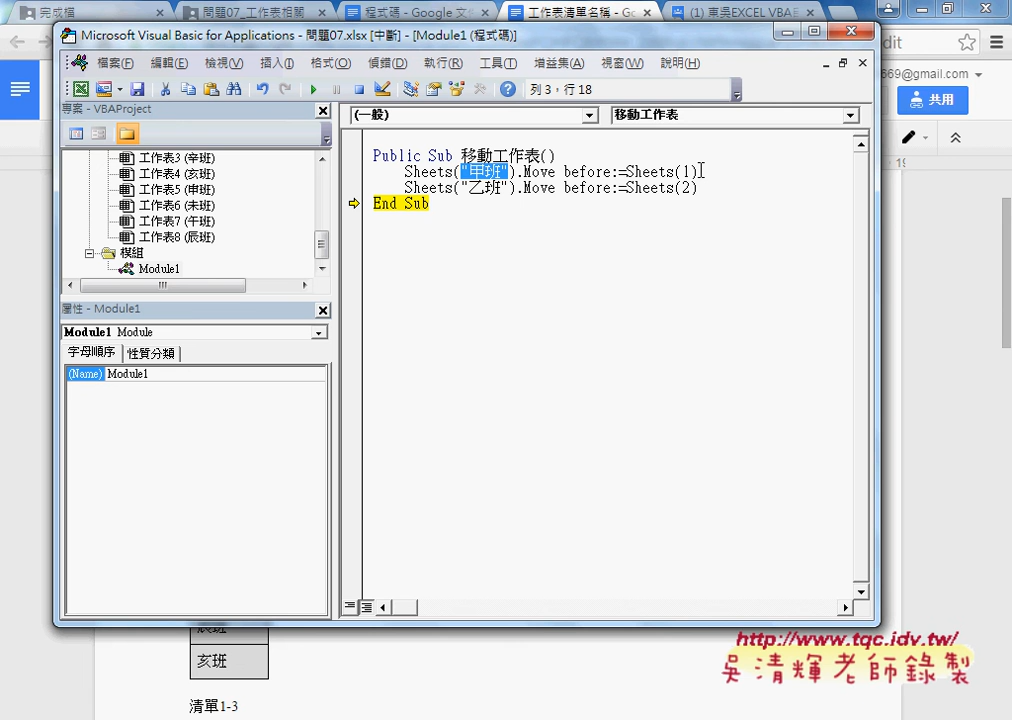 完成檔
問題07_工作表相關
程式碼 - Google 文
工作表清單名稱 - Go
(1) 東吳EXCEL VBA
Microsoft Visual Basic for Applications - 問題07.xlsx [中斷] - [Module1 (程式碼)]
檔案(F) 編輯(E) 檢視(V) 插入(I) 格式(O) 偵錯(D) 執行(R) 工具(T) 增益集(A) 視窗(W) 說明(H)
dit
669@gmail.com
列 3，行 18
共用
專案 - VBAProject
(一般)
移動工作表
工作表3 (辛班)
工作表4 (亥班)
工作表5 (申班)
工作表6 (未班)
工作表7 (午班)
工作表8 (辰班)
模組
Module1
Public Sub 移動工作表()
Sheets("甲班").Move before:=Sheets(1)
Sheets("乙班").Move before:=Sheets(2)
End Sub
屬性 - Module1
Module1 Module
字母順序 性質分類
(Name) Module1
辰班
亥班
清單1-3
http://www.tqc.idv.tw/
吳清輝老師錄製